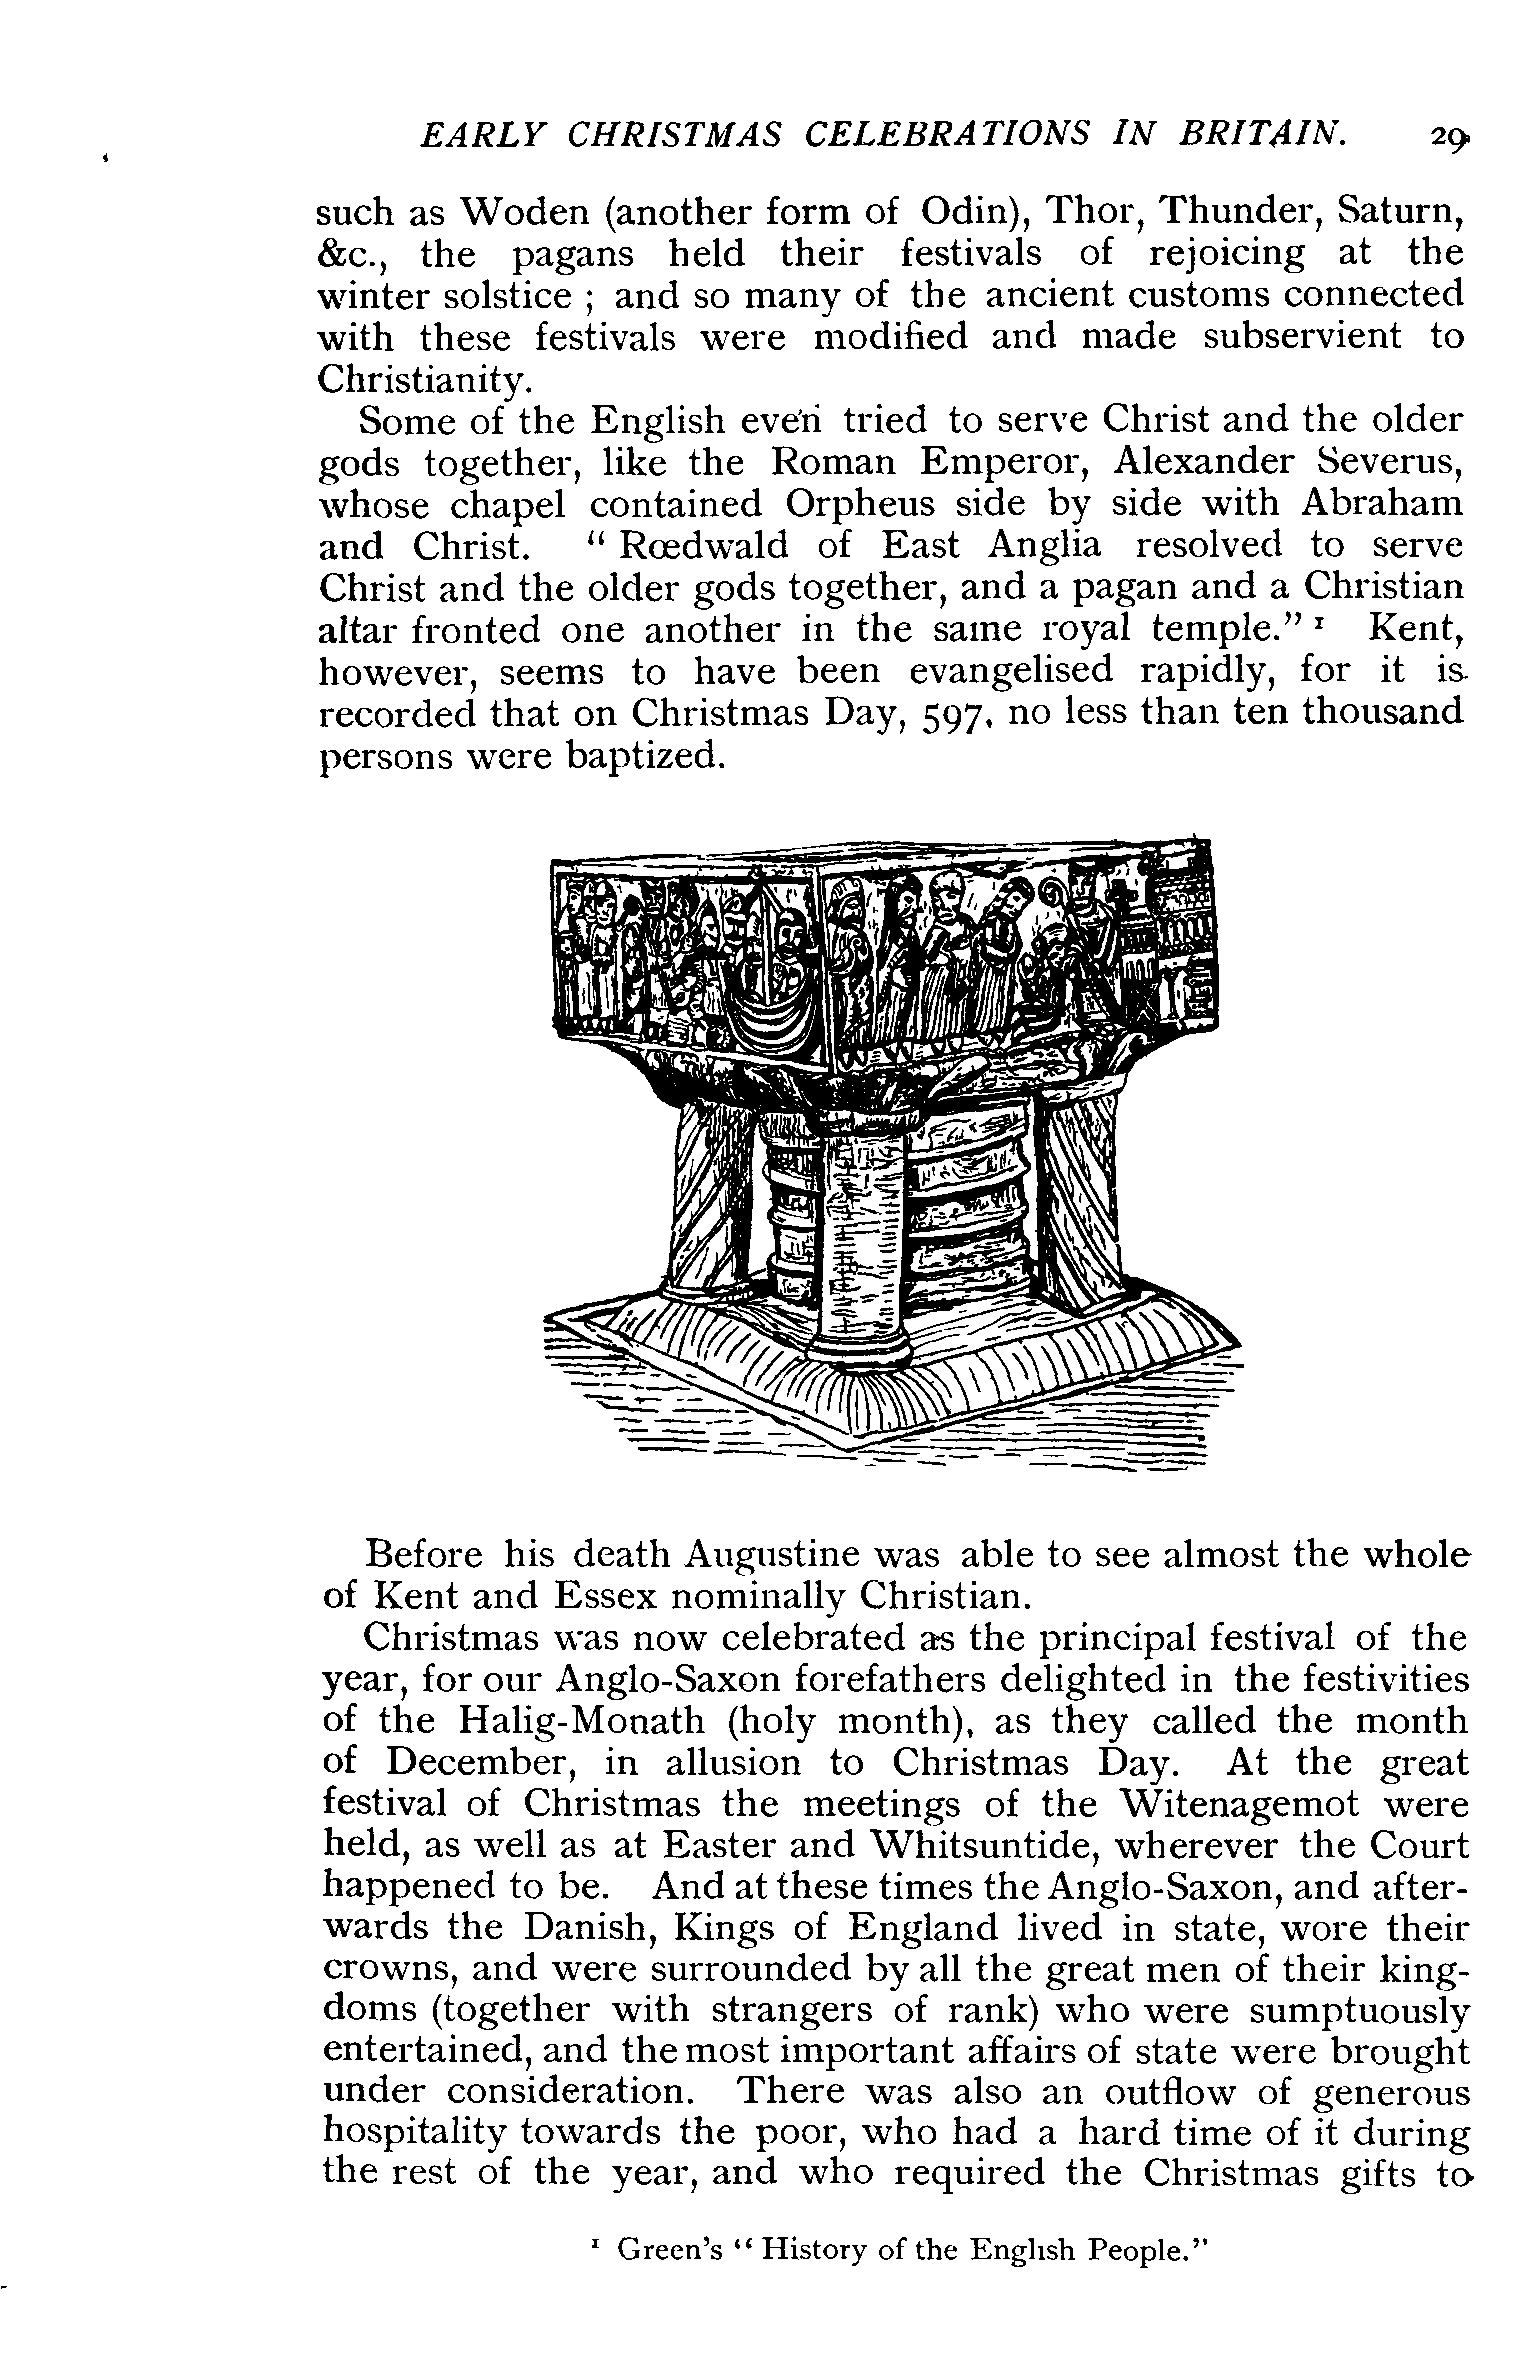 EARLY CHRISTMAS CELEBRATIONS IN BRITAIN. 29
such as Woden (another form of Odin), Thor, Thunder, Saturn,
&c., the pagans held their festivals of rejoicing at the
winter solstice ; and so many of the ancient customs connected
with these festivals were modified and made subservient to
Christianity.
Some of the English even tried to serve Christ and the older
gods together, like the Roman Emperor, Alexander Severus,
whose chapel contained Orpheus side by side with Abraham
and Christ. “ Rœdwald of East Anglia resolved to serve
Christ and the older gods together, and a pagan and a Christian
altar fronted one another in the same royal temple.” ¹ Kent,
however, seems to have been evangelised rapidly, for it is
recorded that on Christmas Day, 597, no less than ten thousand
persons were baptized.
Before his death Augustine was able to see almost the whole
of Kent and Essex nominally Christian.
Christmas was now celebrated as the principal festival of the
year, for our Anglo-Saxon forefathers delighted in the festivities
of the Halig-Monath (holy month), as they called the month
of December, in allusion to Christmas Day. At the great
festival of Christmas the meetings of the Witenagemot were
held, as well as at Easter and Whitsuntide, wherever the Court
happened to be. And at these times the Anglo-Saxon, and after-
wards the Danish, Kings of England lived in state, wore their
crowns, and were surrounded by all the great men of their king-
doms (together with strangers of rank) who were sumptuously
entertained, and the most important affairs of state were brought
under consideration. There was also an outflow of generous
hospitality towards the poor, who had a hard time of it during
the rest of the year, and who required the Christmas gifts to
¹ Green’s “ History of the English People.”